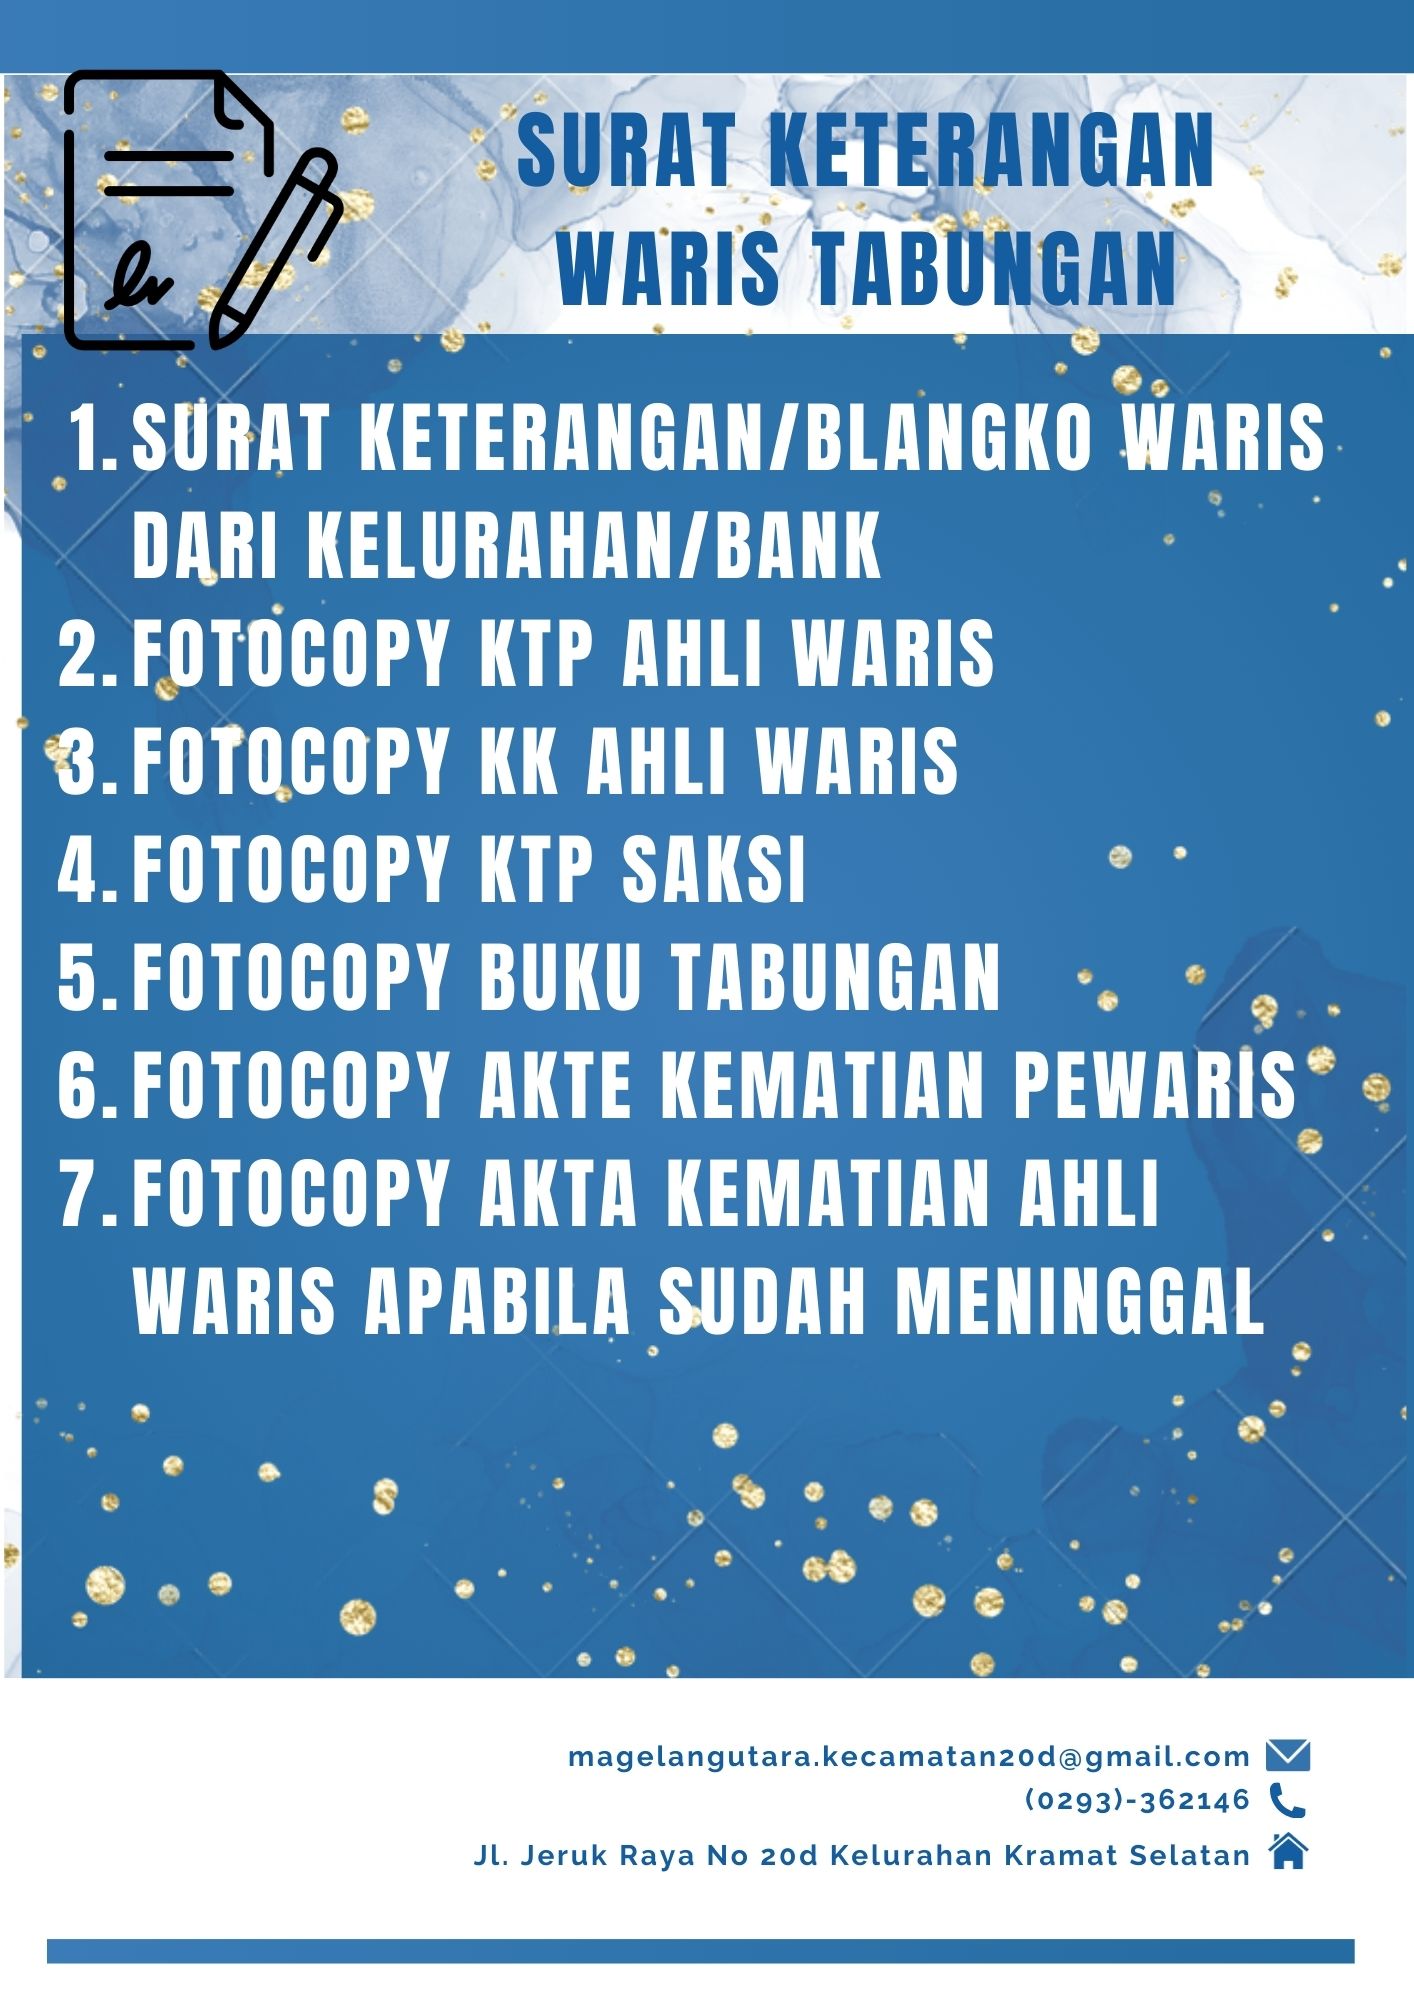 SURAT KETERANGAN
WARIS TABUNGAN
1. SURAT KETERANGAN/BLANGKO WARIS
DARI KELURAHAN/BANK
2. FOTOCOPY KTP AHLI WARIS
3. FOTOCOPY KK AHLI WARIS
4. FOTOCOPY KTP SAKSI
5. FOTOCOPY BUKU TABUNGAN
6. FOTOCOPY AKTE KEMATIAN PEWARIS
7. FOTOCOPY AKTA KEMATIAN AHLI
WARIS APABILA SUDAH MENINGGAL
magelangutara.kecamatan20d@gmail.com
(0293)-362146
Jl. Jeruk Raya No 20d Kelurahan Kramat Selatan